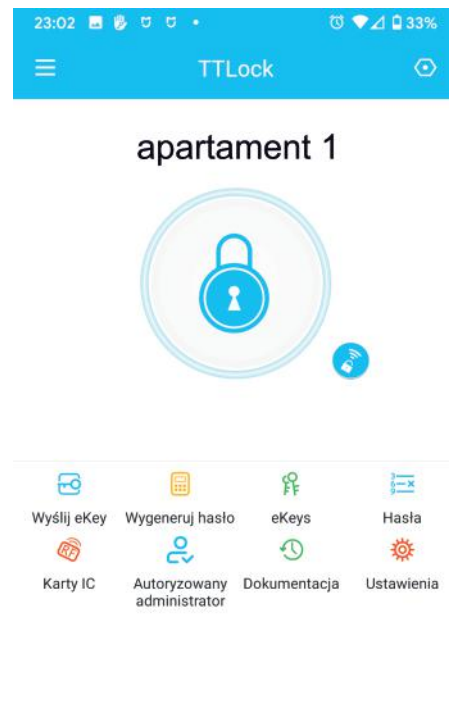 23:02 33%
TTLock
apartament 1
Wyślij eKey Wygeneruj hasło eKeys Hasła
Karty IC Autoryzowany administrator Dokumentacja Ustawienia